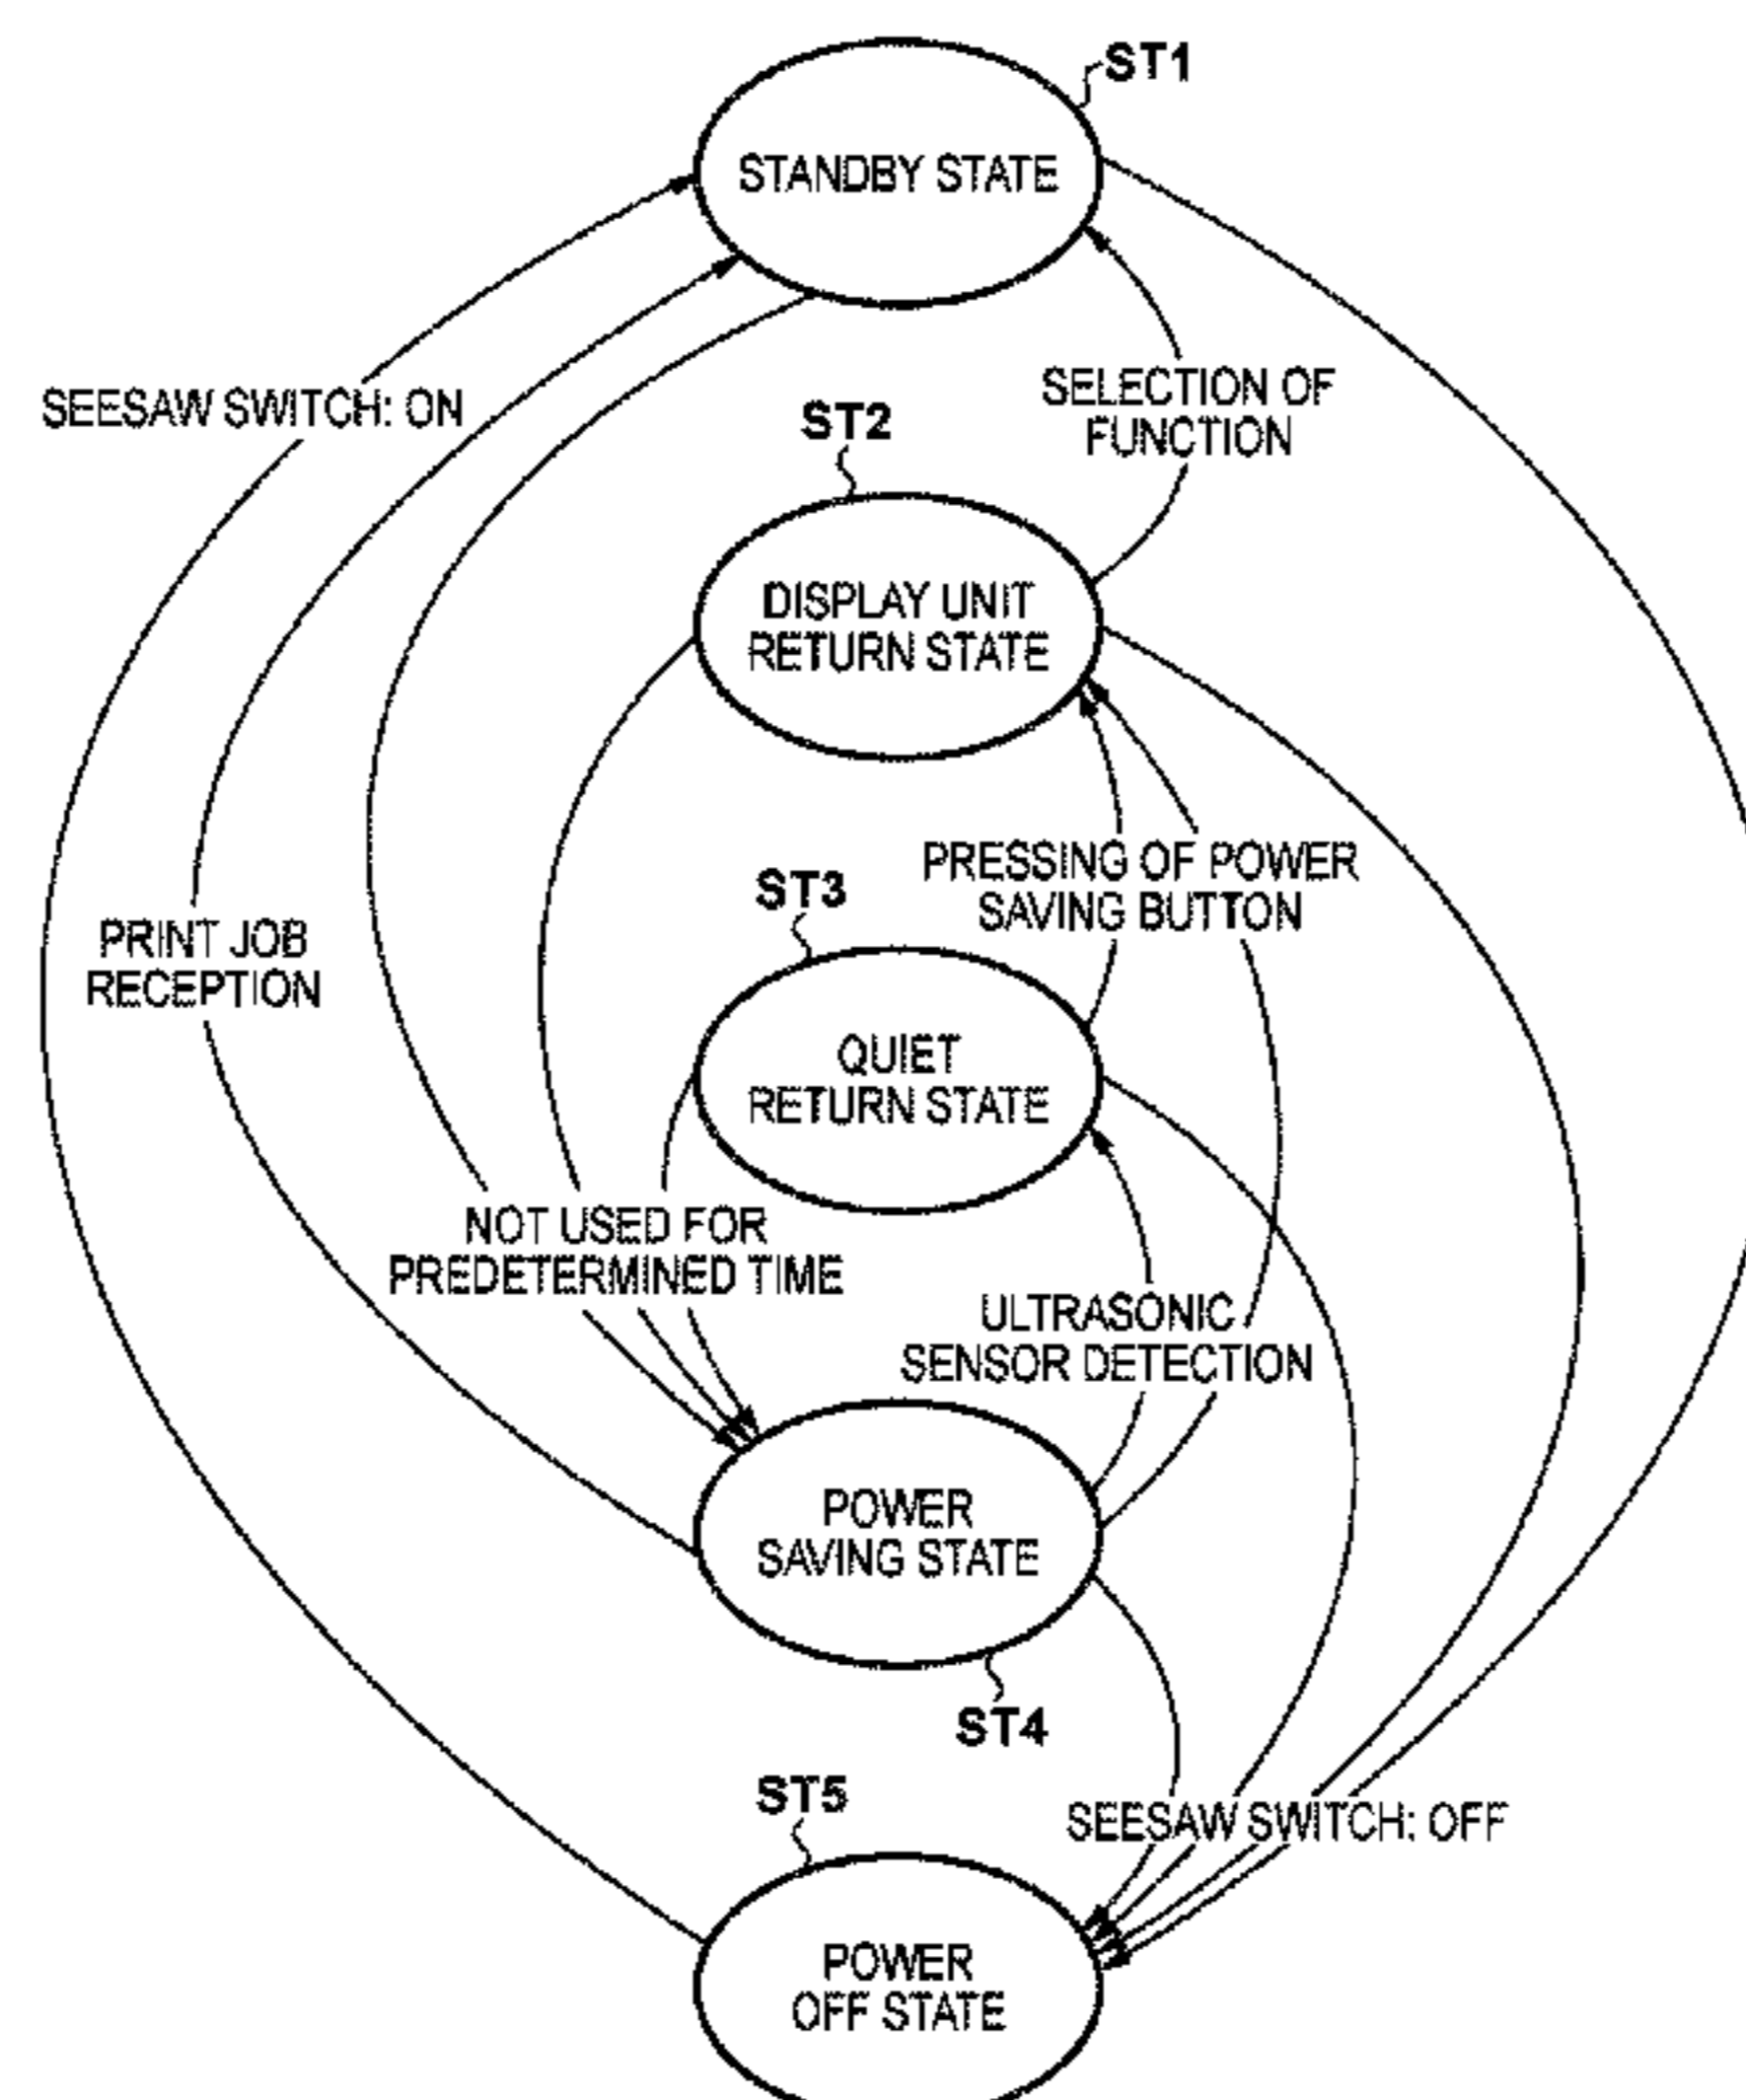 ST1
STANDBY STATE
SEESAW SWITCH: ON
SELECTION OF
FUNCTION
ST2
DISPLAY UNIT
RETURN STATE
PRESSING OF POWER
SAVING BUTTON
ST3
PRINT JOB
RECEPTION
QUIET
RETURN STATE
NOT USED FOR
PREDETERMINED TIME
ULTRASONIC
SENSOR DETECTION
POWER
SAVING STATE
ST4
ST5
SEESAW SWITCH: OFF
POWER
OFF STATE